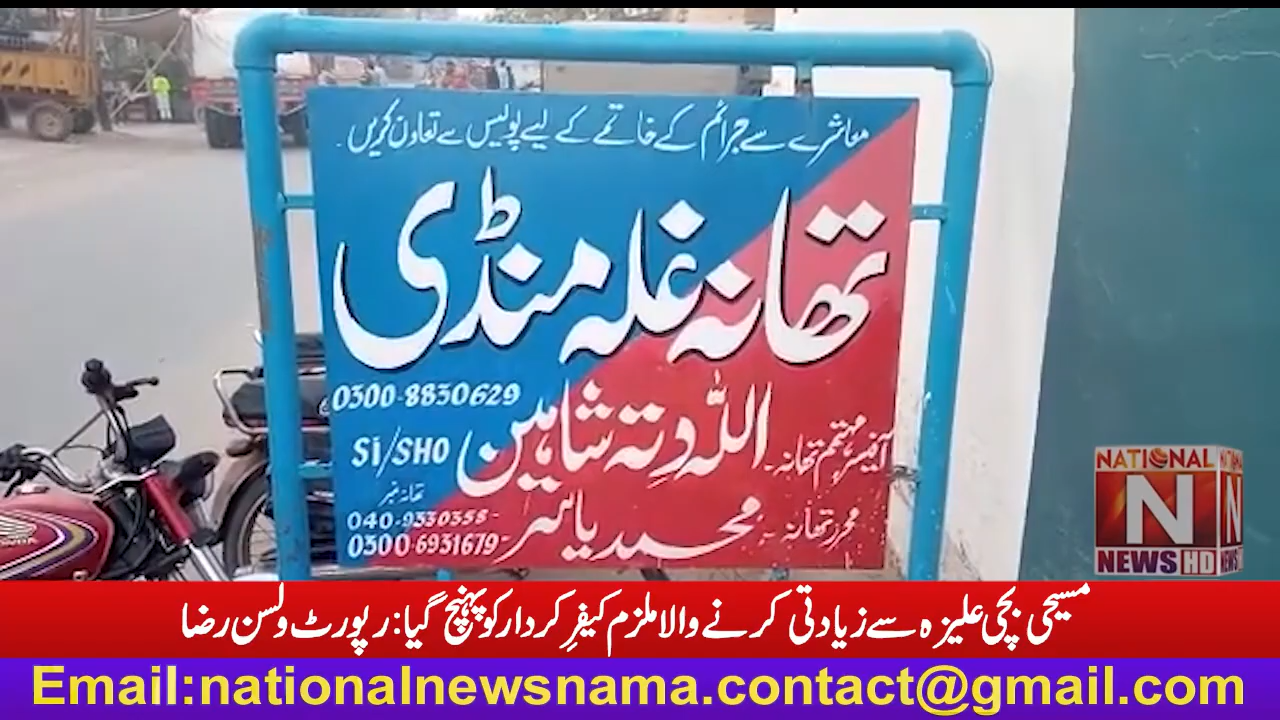 معاشرے سے جرائم کے خاتمے کے لیے پولیس سے تعاون کریں۔
تھانہ غلہ منڈی
0300-8830629
آفیسر مہتمم تھانہ۔ اللہ دتہ شاہین Si/SHO
تھانہ نمبر
040-9330358-
محرر تھانہ۔ محمد یاسر 0300-6931679-
NATIONAL
N
NEWS HD
مسیحی بچی علیزہ سے زیادتی کرنے والا ملزم کیفرِ کردار کو پہنچ گیا: رپورٹ ولسن رضا
Email:nationalnewsnama.contact@gmail.com